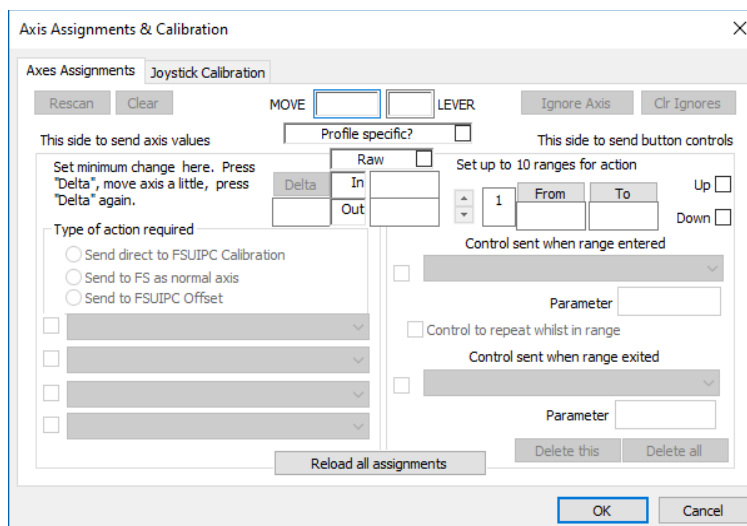 Axis Assignments & Calibration
Axes Assignments
Joystick Calibration
Rescan
Clear
MOVE
LEVER
Ignore Axis
Clr Ignores
Profile specific?
This side to send axis values
This side to send button controls
Set minimum change here. Press
"Delta", move axis a little, press
"Delta" again.
Delta
Raw
In
Out
Set up to 10 ranges for action
1
From
To
Up
Down
Type of action required
Send direct to FSUIPC Calibration
Send to FS as normal axis
Send to FSUIPC Offset
Control sent when range entered
Parameter
Control to repeat whilst in range
Control sent when range exited
Parameter
Delete this
Delete all
Reload all assignments
OK
Cancel